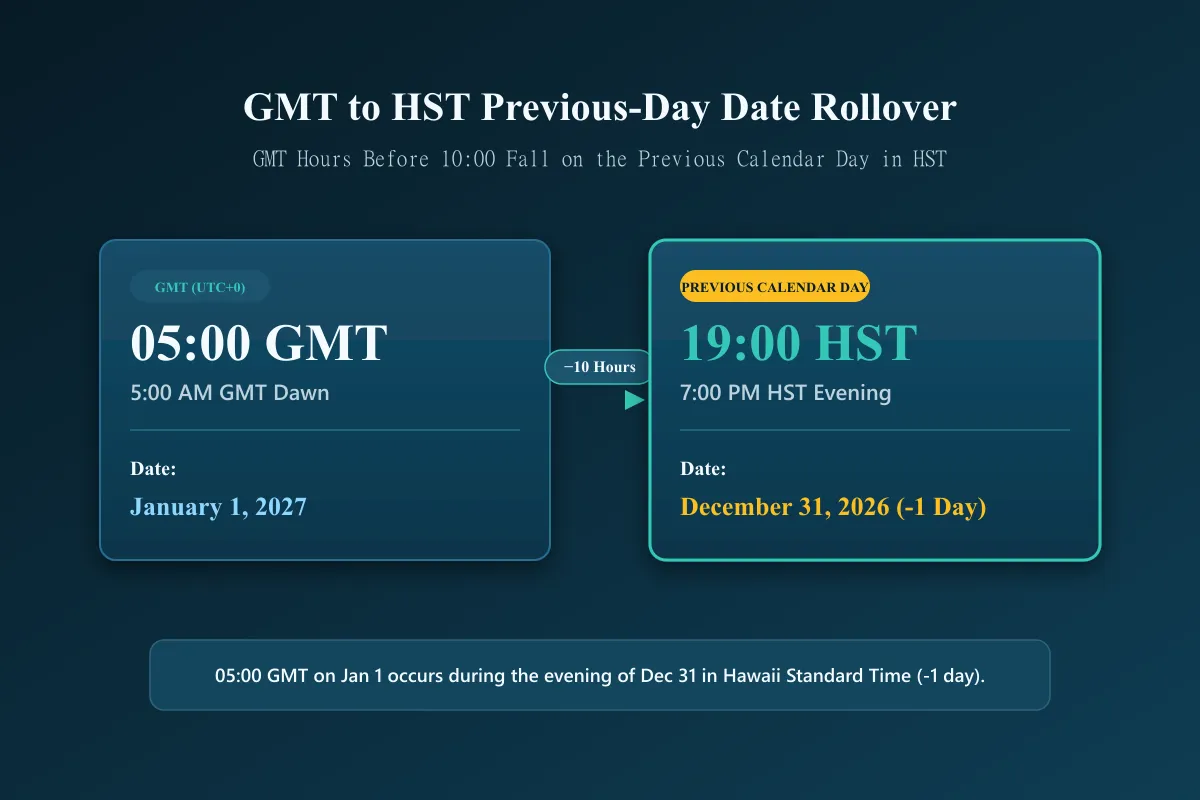 GMT to HST Previous-Day Date Rollover
GMT Hours Before 10:00 Fall on the Previous Calendar Day in HST
GMT (UTC+0)
05:00 GMT
5:00 AM GMT Dawn
Date:
January 1, 2027
−10 Hours
PREVIOUS CALENDAR DAY
19:00 HST
7:00 PM HST Evening
Date:
December 31, 2026 (-1 Day)
05:00 GMT on Jan 1 occurs during the evening of Dec 31 in Hawaii Standard Time (-1 day).